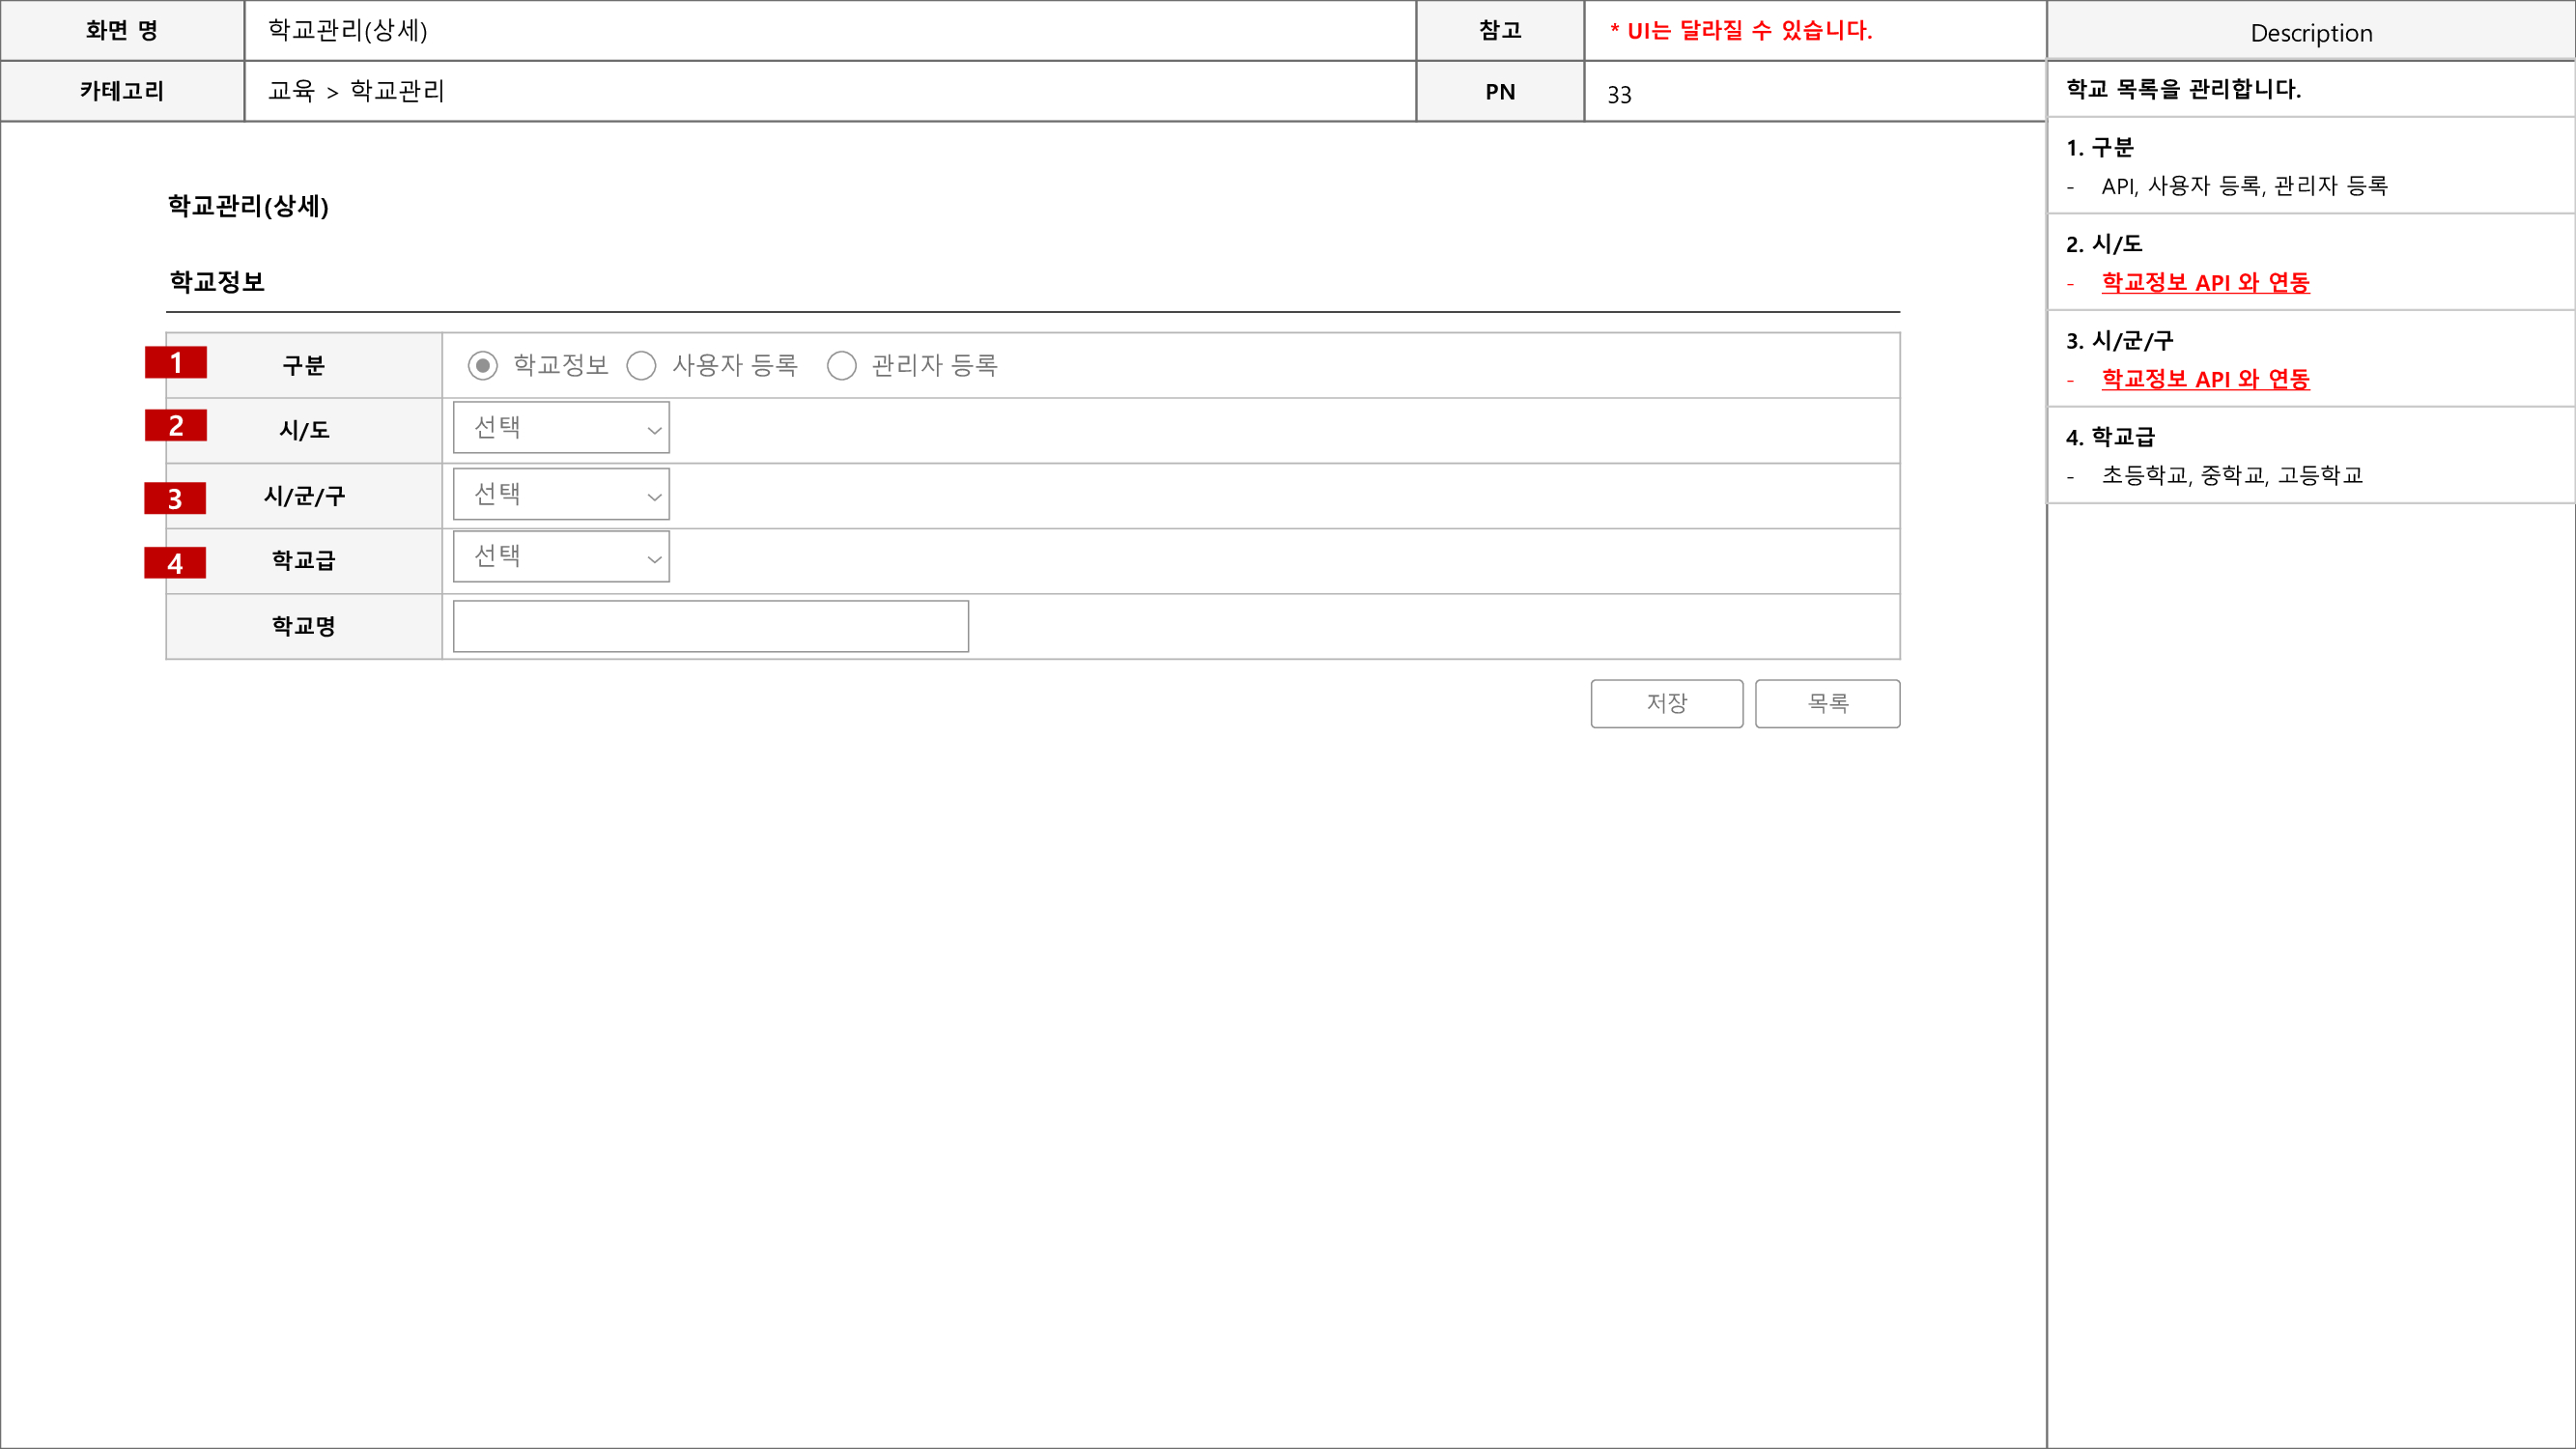 화면 명
학교관리(상세)
참고
* UI는 달라질 수 있습니다.
Description
카테고리
교육 > 학교관리
PN
33
학교 목록을 관리합니다.
1. 구분
- API, 사용자 등록, 관리자 등록
2. 시/도
- 학교정보 API 와 연동
3. 시/군/구
- 학교정보 API 와 연동
4. 학교급
- 초등학교, 중학교, 고등학교
학교관리(상세)
학교정보
1
구분
학교정보
사용자 등록
관리자 등록
2
시/도
선택
3
시/군/구
선택
4
학교급
선택
학교명
저장
목록